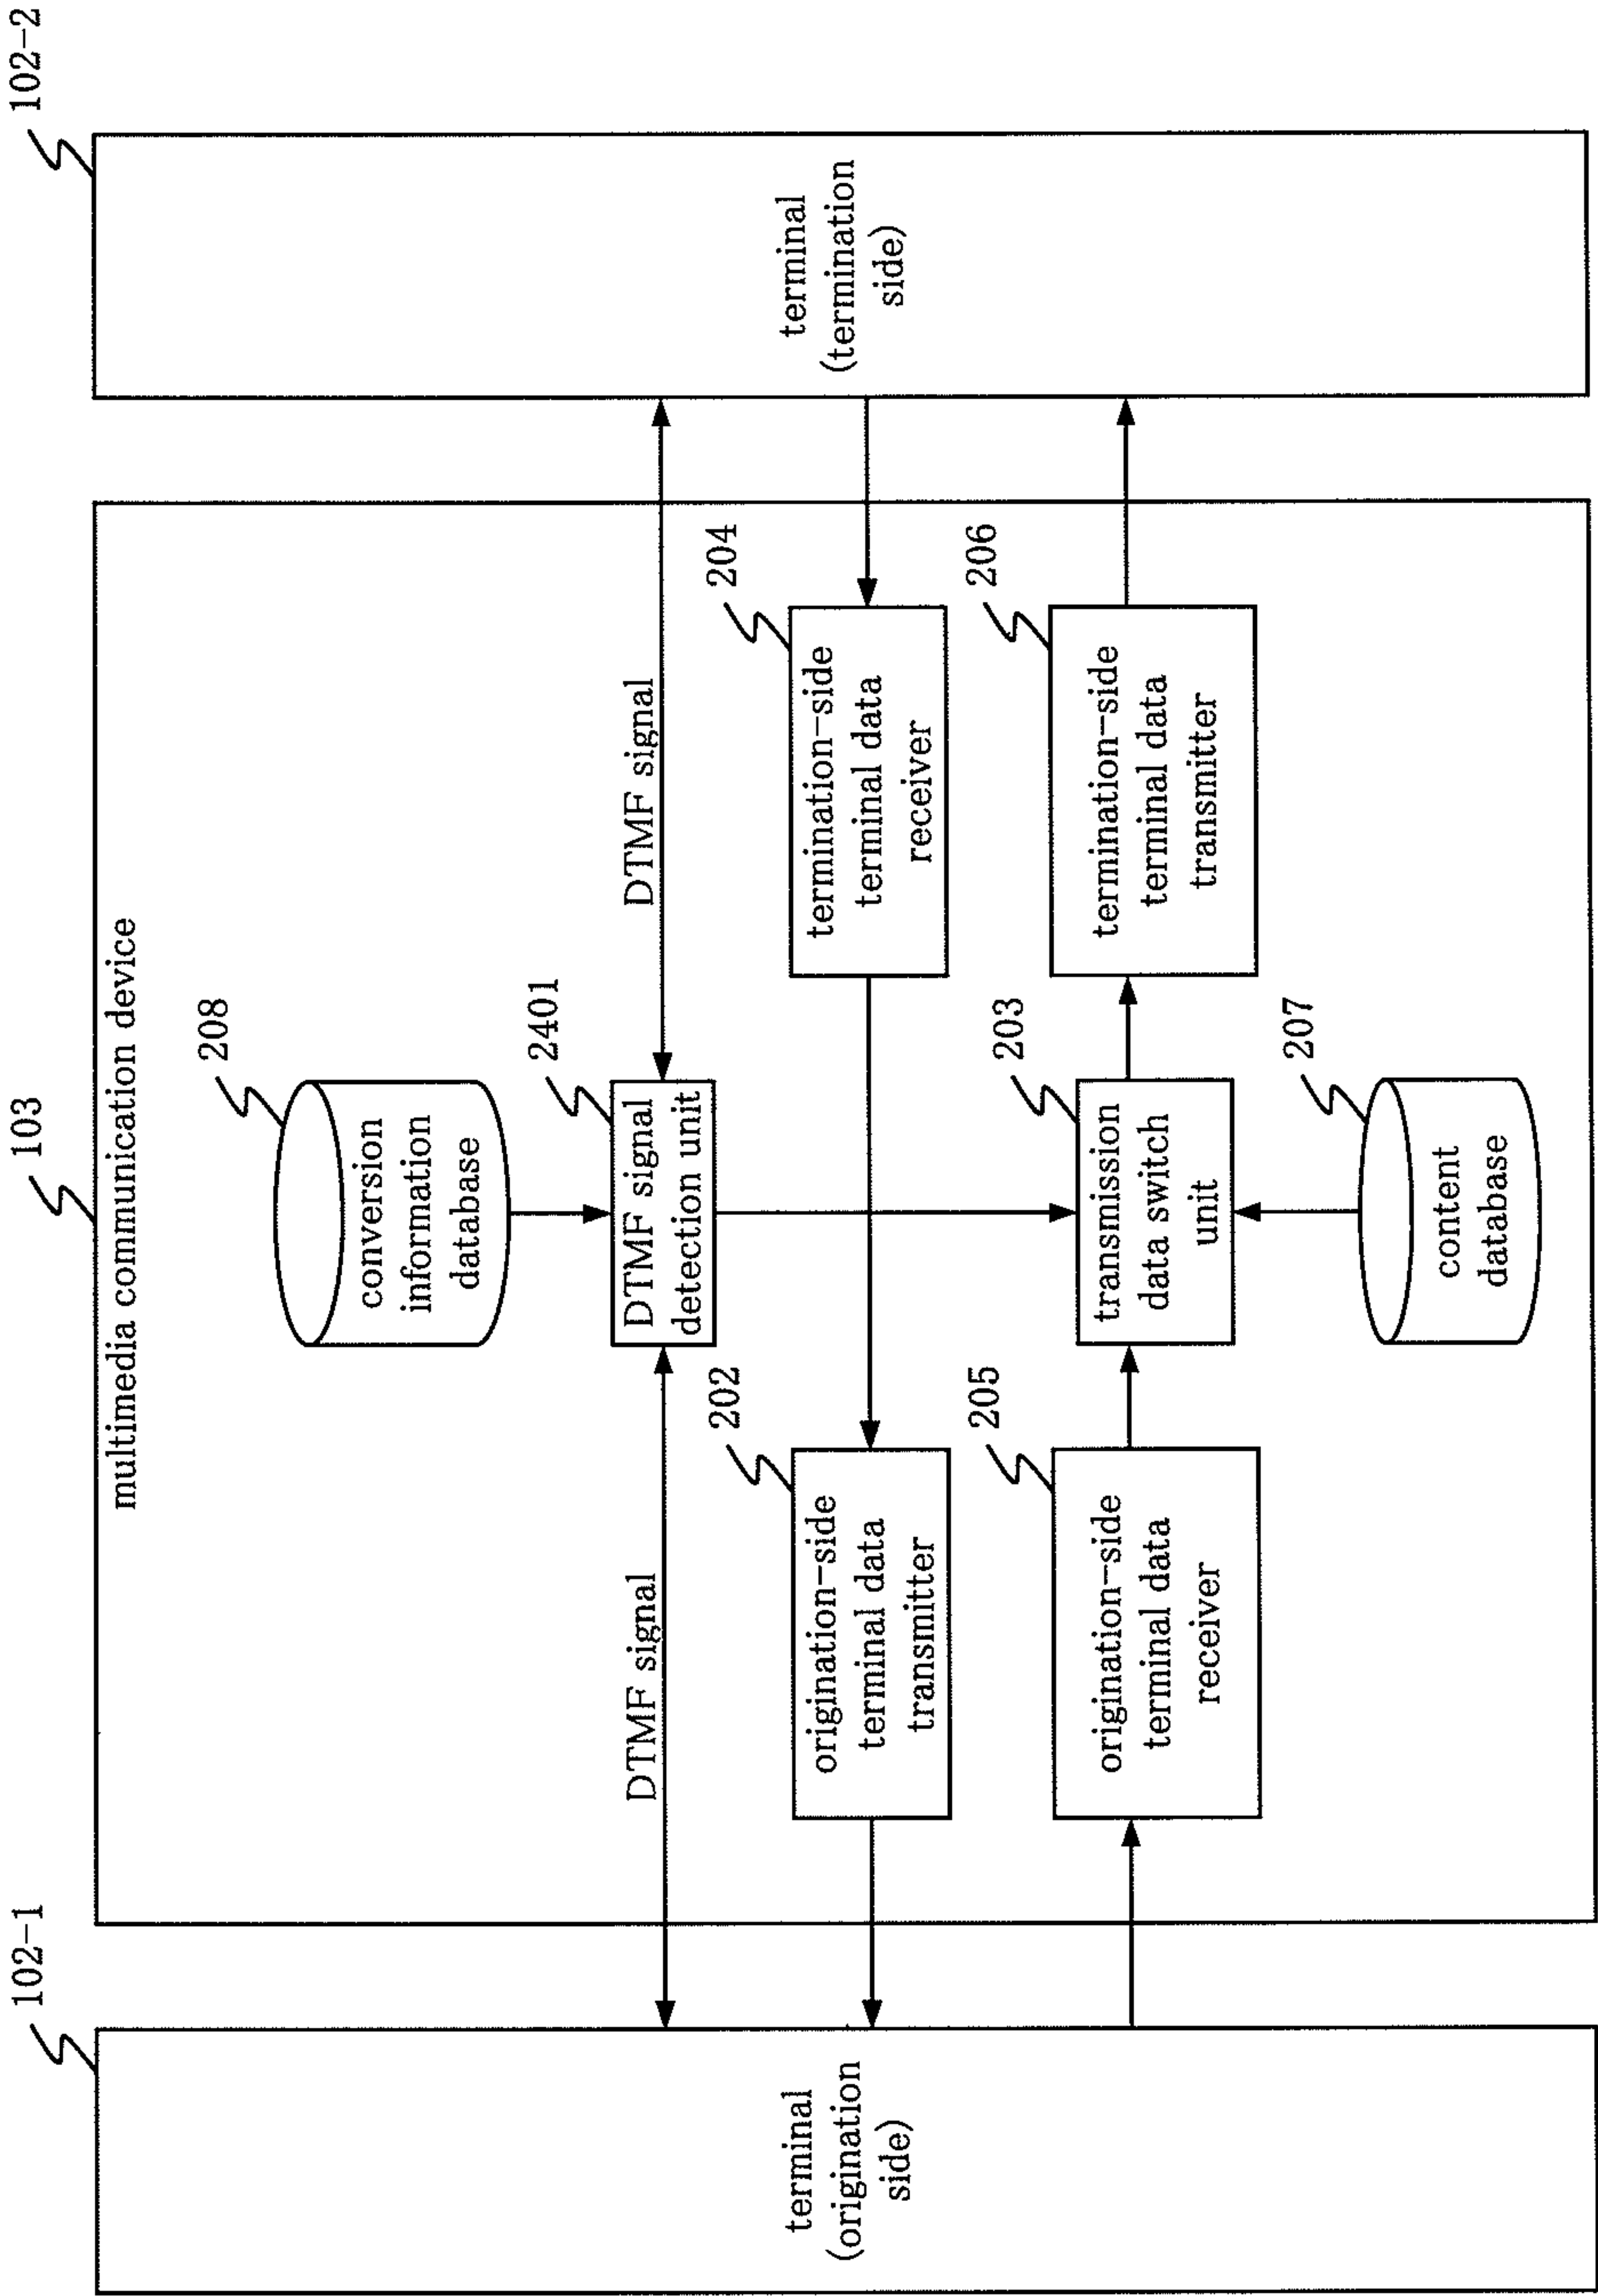 102-1
103
102-2
multimedia communication device
208
conversion
information
database
2401
DTMF signal
DTMF signal
detection unit
DTMF signal
terminal
(origination
side)
202
origination-side
terminal data
transmitter
204
termination-side
terminal data
receiver
terminal
(termination
side)
205
origination-side
terminal data
receiver
203
transmission
data switch
unit
206
termination-side
terminal data
transmitter
207
content
database